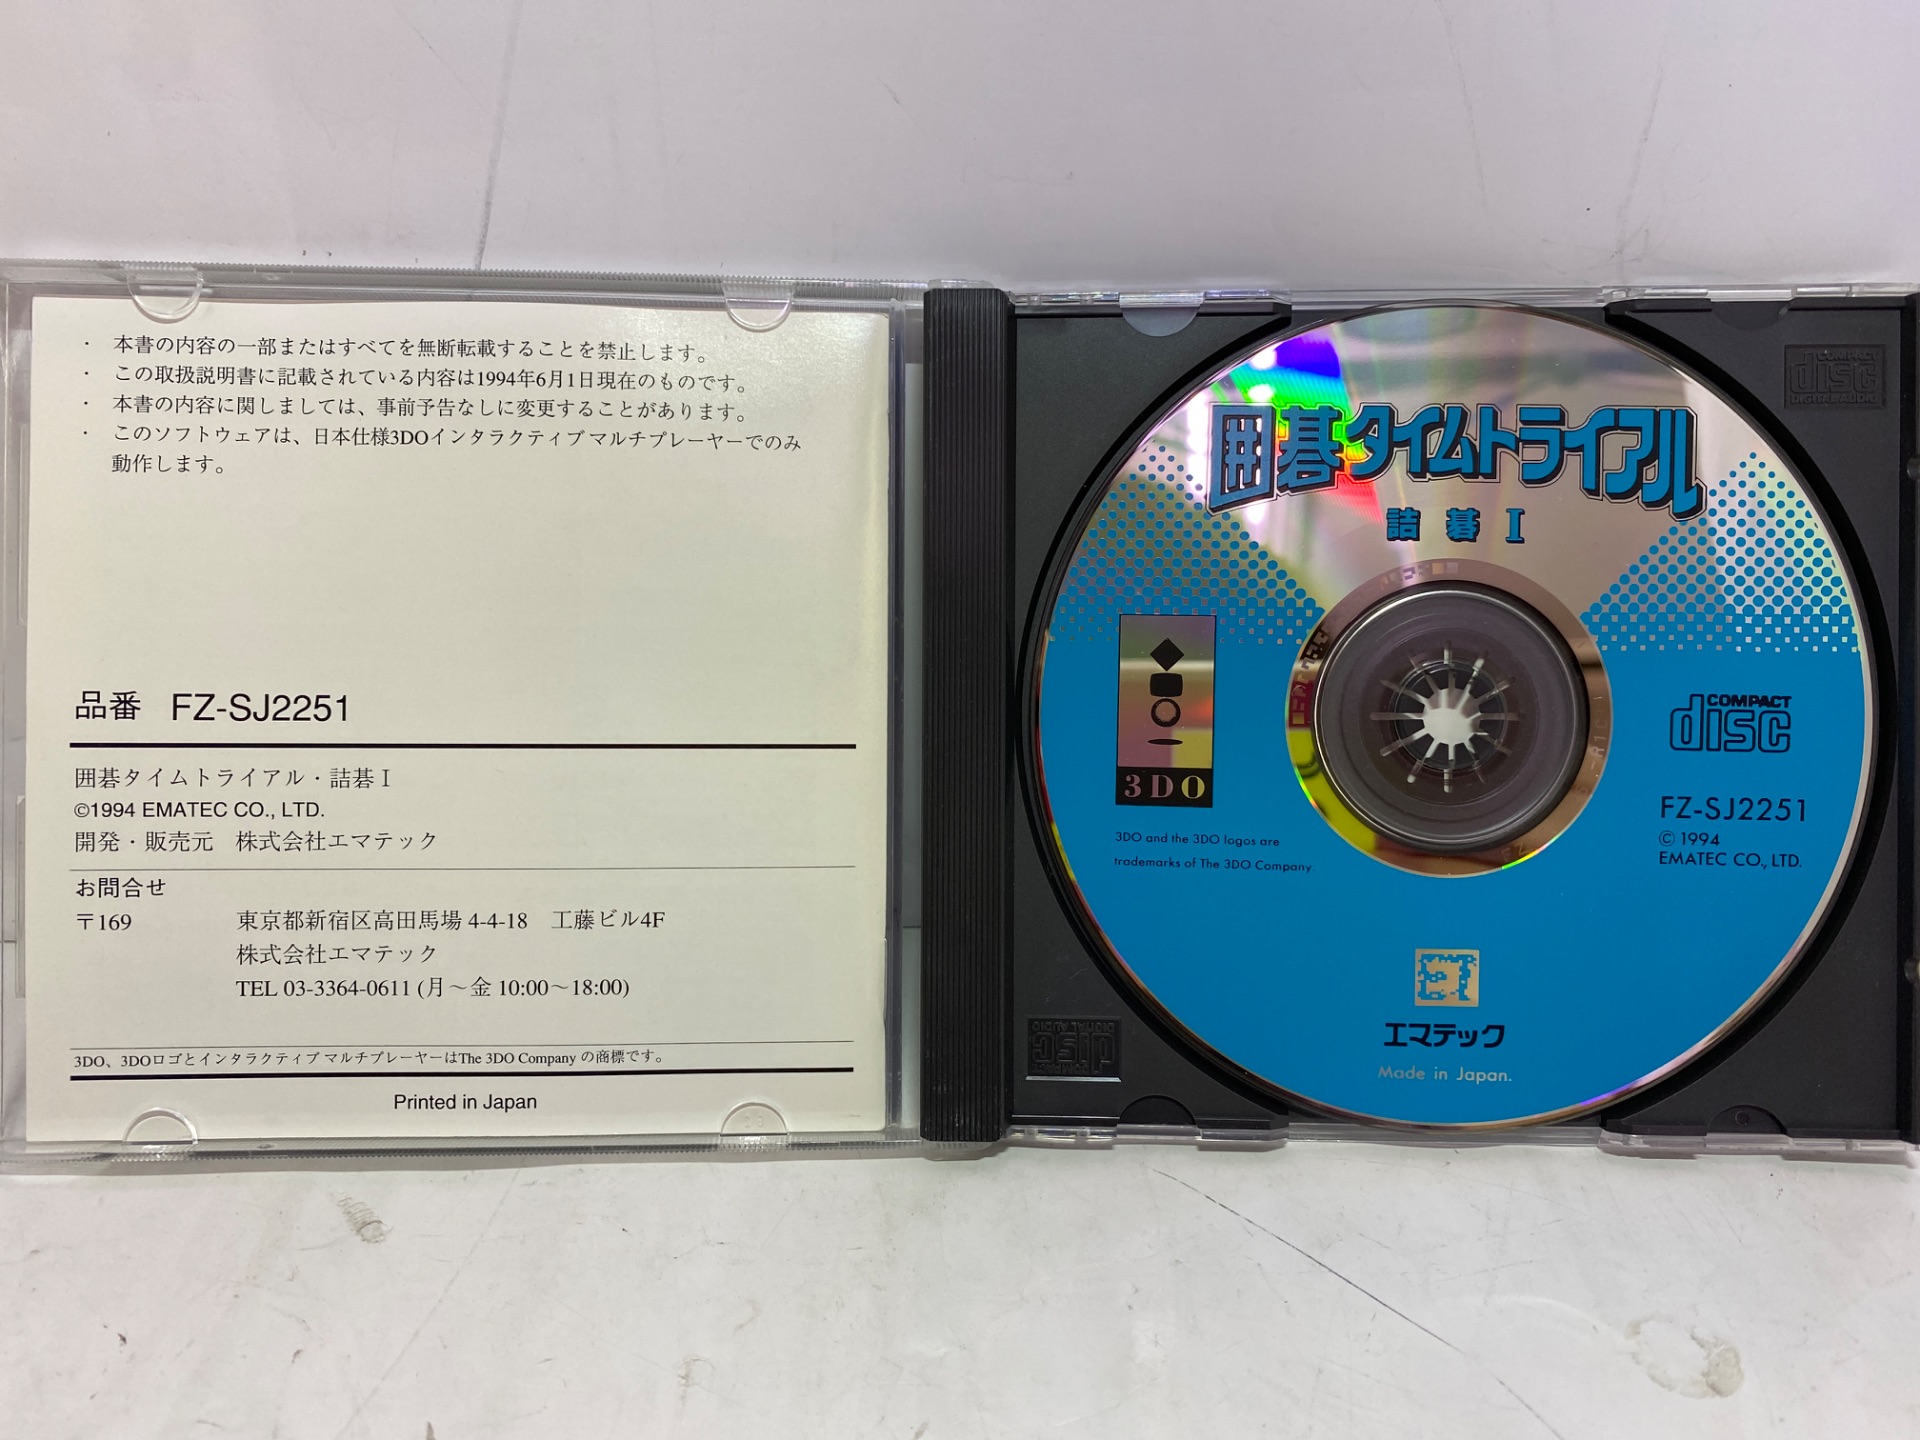 ・ 本書の内容の一部またはすべてを無断転載することを禁止します。
・ この取扱説明書に記載されている内容は1994年6月1日現在のものです。
・ 本書の内容に関しましては、事前予告なしに変更することがあります。
・ このソフトウェアは、日本仕様3DOインタラクティブ マルチプレーヤーでのみ
動作します。
品番 FZ-SJ2251
囲碁タイムトライアル・詰碁 I
©1994 EMATEC CO., LTD.
開発・販売元 株式会社エマテック
お問合せ
〒169 東京都新宿区高田馬場 4-4-18 工藤ビル4F
株式会社エマテック
TEL 03-3364-0611 (月～金 10:00～18:00)
3DO、3DOロゴとインタラクティブ マルチプレーヤーはThe 3DO Company の商標です。
Printed in Japan
囲碁タイムトライアル
詰碁 I
3DO
3DO and the 3DO logos are
trademarks of The 3DO Company.
COMPACT
disc
FZ-SJ2251
© 1994
EMATEC CO., LTD.
エマテック
Made in Japan.
COMPACT
disc
DIGITAL AUDIO
COMPACT
disc
DIGITAL AUDIO